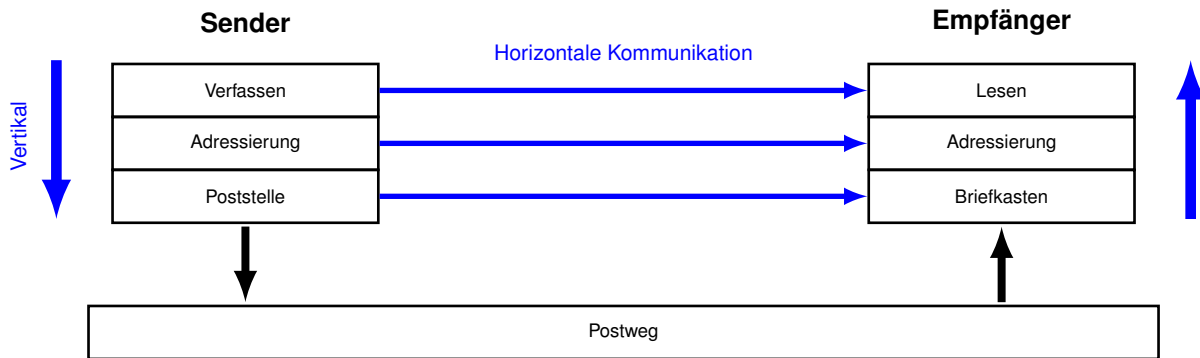 Sender
Empfänger
Horizontale Kommunikation
Vertikal
Verfassen
Lesen
Adressierung
Adressierung
Poststelle
Briefkasten
Postweg